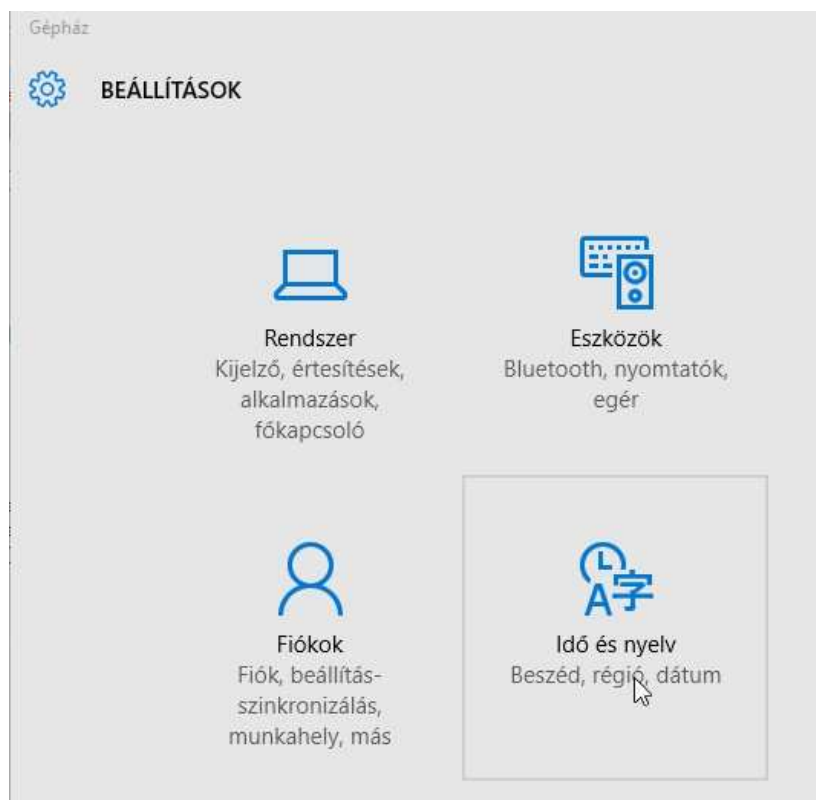 Gépház
BEÁLLÍTÁSOK
Rendszer
Kijelző, értesítések,
alkalmazások,
főkapcsoló
Eszközök
Bluetooth, nyomtatók,
egér
Fiókok
Fiók, beállítás-
szinkronizálás,
munkahely, más
Idő és nyelv
Beszéd, régió, dátum